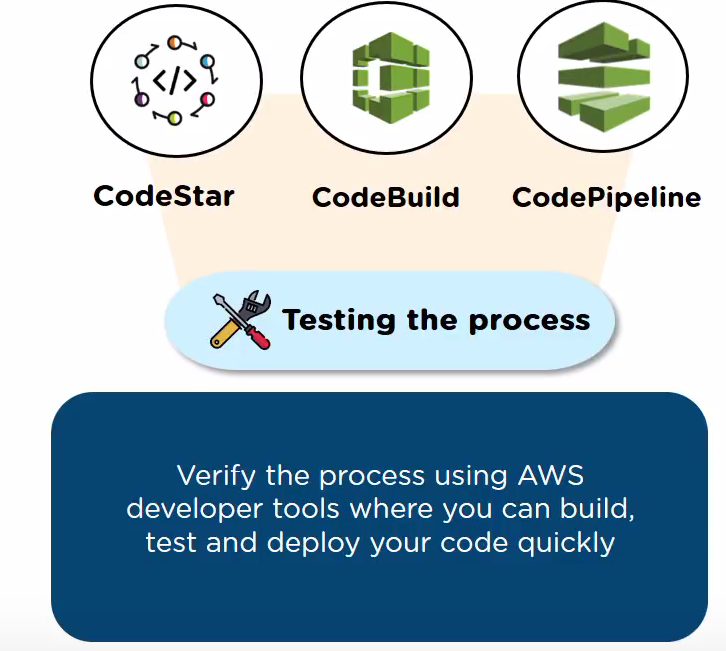 </>
CodeStar
CodeBuild
CodePipeline
Testing the process
Verify the process using AWS
developer tools where you can build,
test and deploy your code quickly